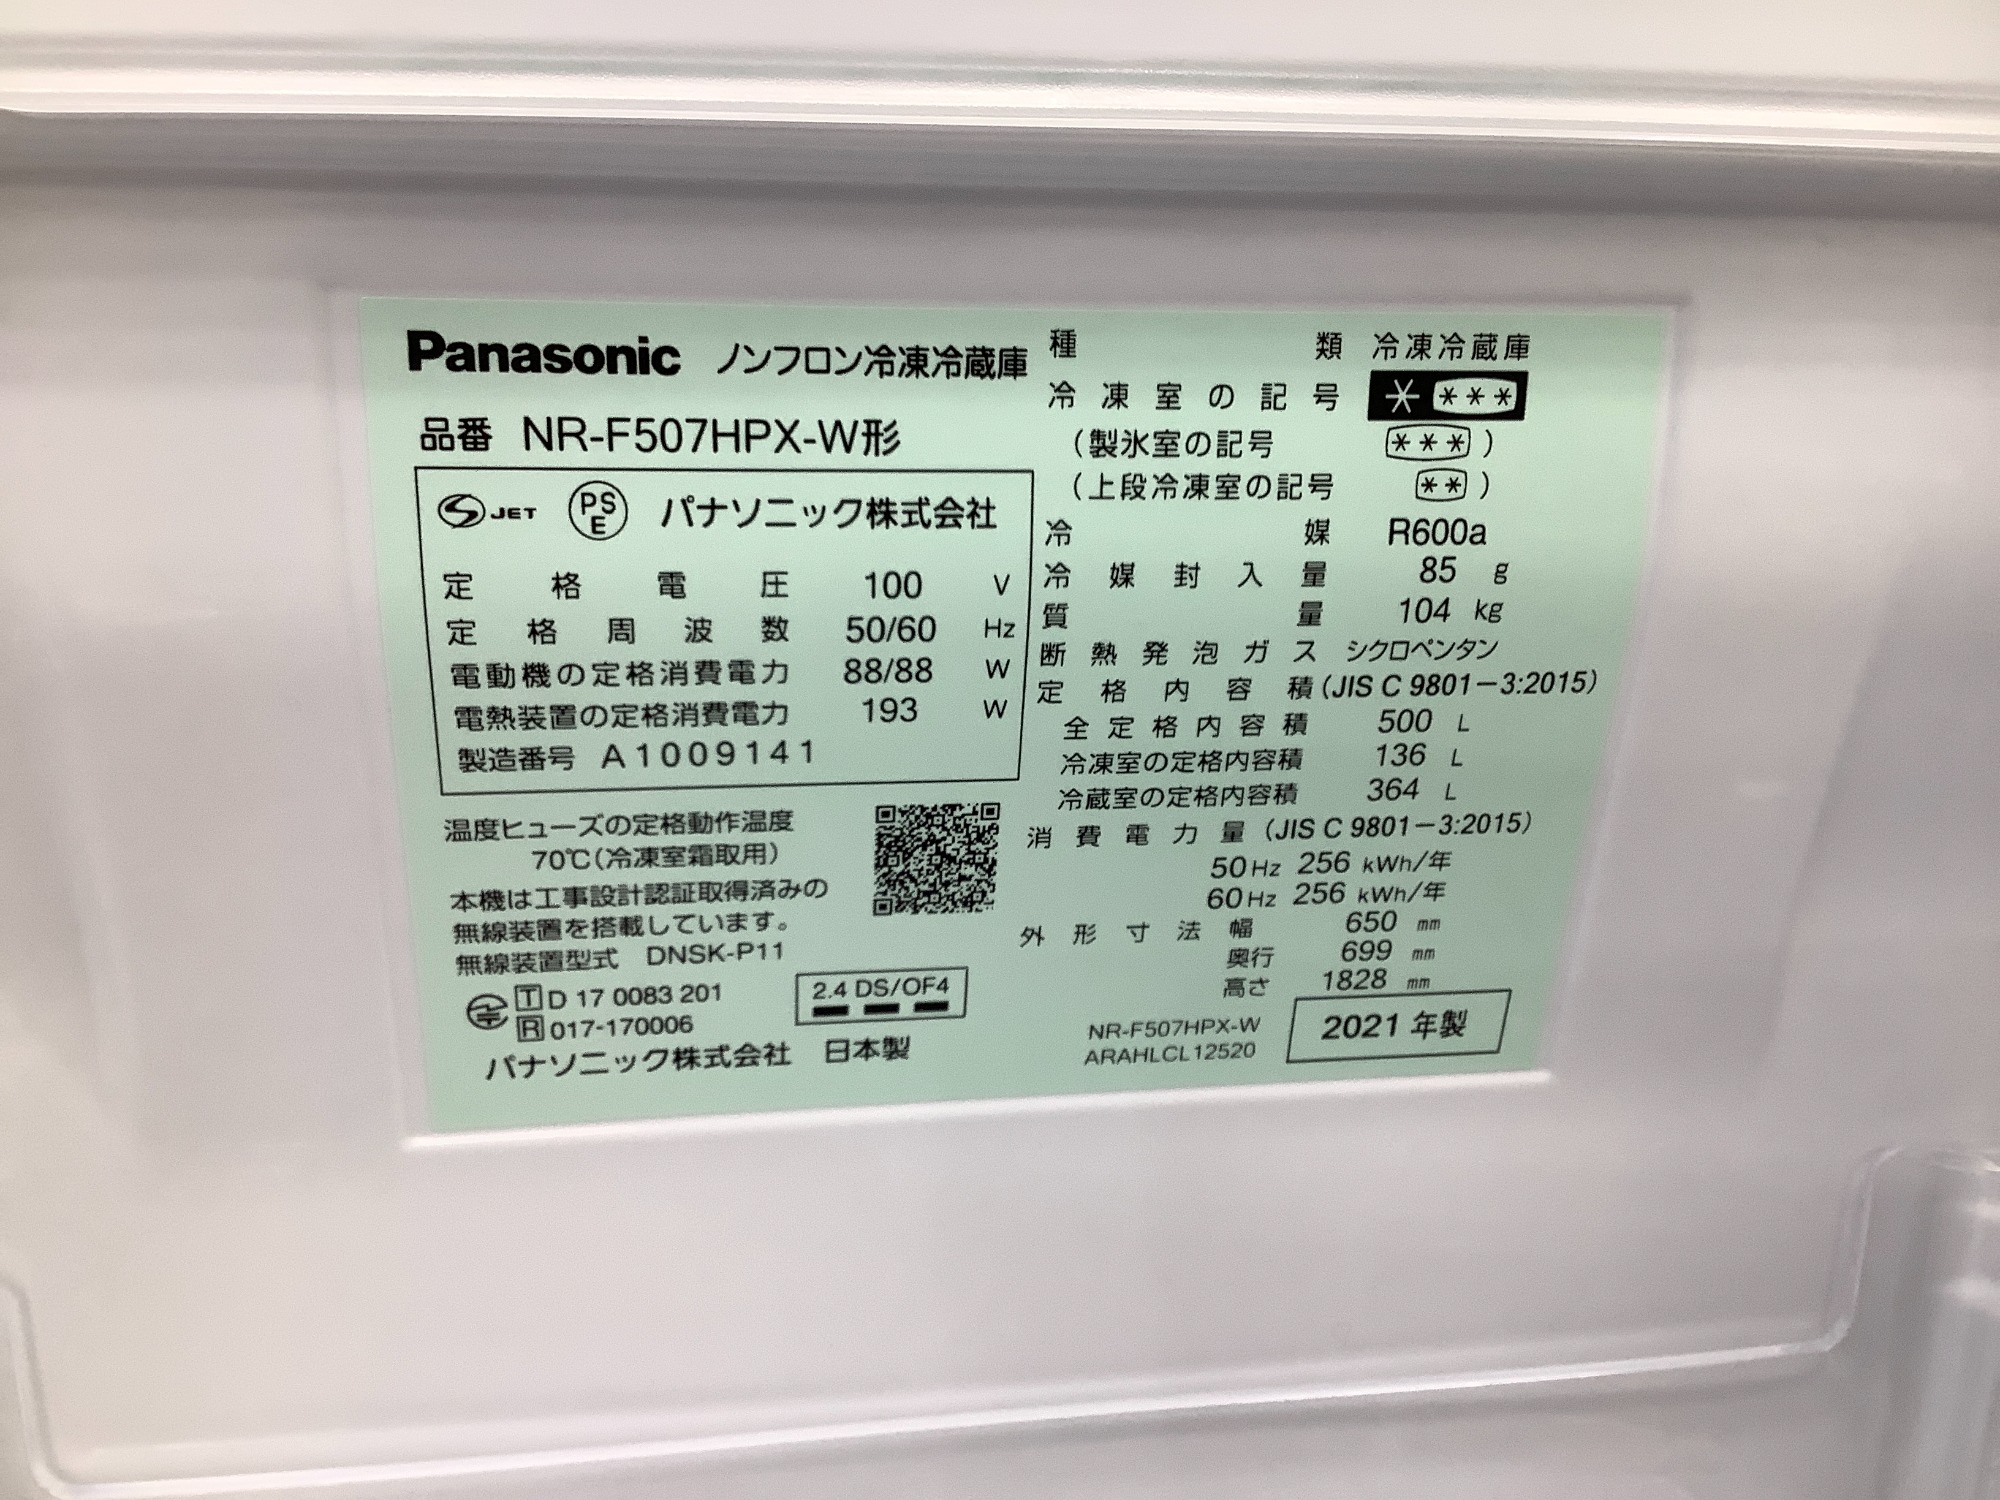 Panasonic ノンフロン冷凍冷蔵庫
品番 NR-F507HPX-W形
S JET PSE パナソニック株式会社
定格電圧 100 V
定格周波数 50/60 Hz
電動機の定格消費電力 88/88 W
電熱装置の定格消費電力 193 W
製造番号 A1009141
温度ヒューズの定格動作温度
70℃(冷凍室霜取用)
本機は工事設計認証取得済みの
無線装置を搭載しています。
無線装置型式 DNSK-P11
T D 17 0083 201
R 017-170006
2.4 DS/OF4
パナソニック株式会社 日本製
種類 冷凍冷蔵庫
冷凍室の記号 * ***
(製氷室の記号 ***)
(上段冷凍室の記号 **)
冷媒 R600a
冷媒封入量 85 g
質量 104 kg
断熱発泡ガス シクロペンタン
定格内容積(JIS C 9801-3:2015)
全定格内容積 500 L
冷凍室の定格内容積 136 L
冷蔵室の定格内容積 364 L
消費電力量(JIS C 9801-3:2015)
50Hz 256 kWh/年
60Hz 256 kWh/年
外形寸法 幅 650 mm
奥行 699 mm
高さ 1828 mm
NR-F507HPX-W
ARAHLCL12520
2021 年製